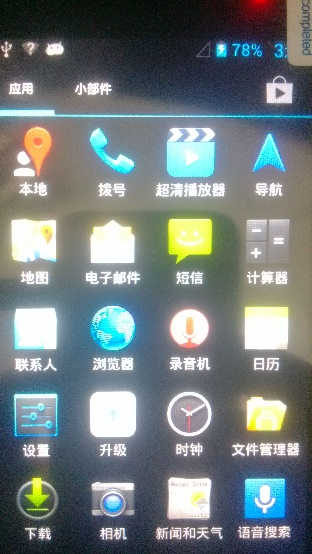 completed
78% 3:
应用 小部件
本地 拨号 超清播放器 导航
地图 电子邮件 短信 计算器
联系人 浏览器 录音机 日历
设置 升级 时钟 文件管理器
下载 相机 新闻和天气 语音搜索